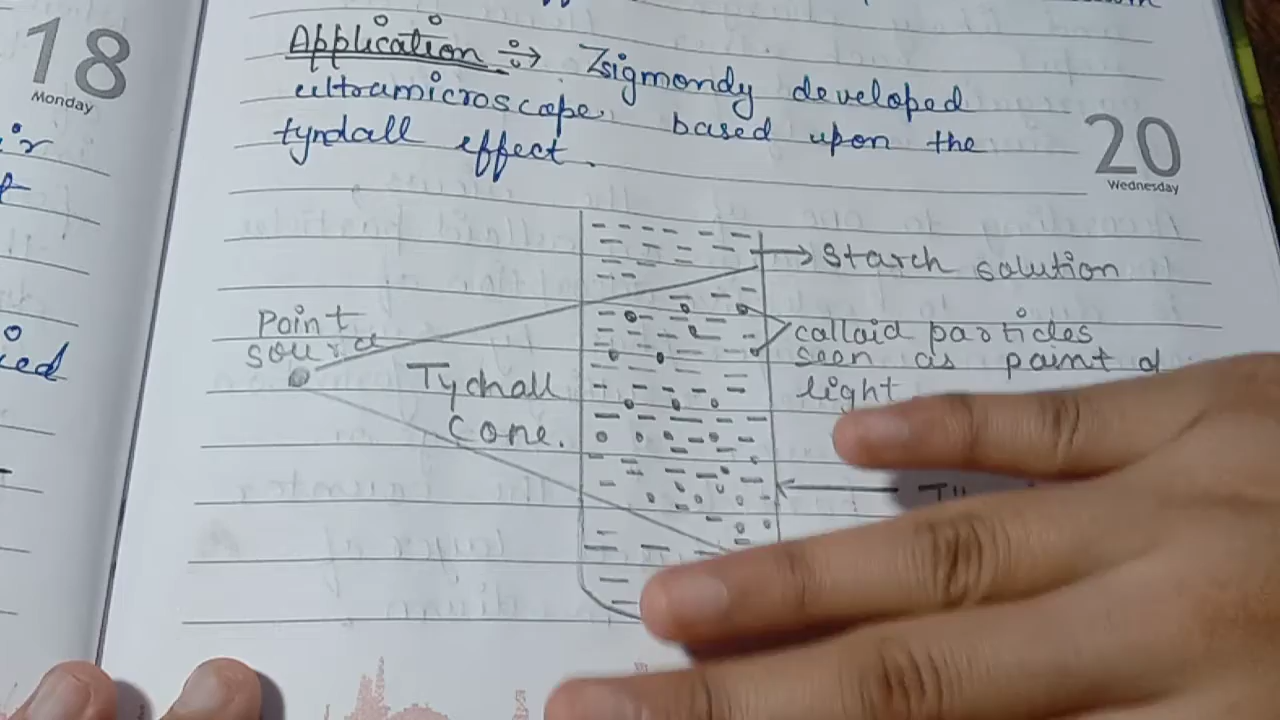 18
Monday
Application ÷→ Zsigmondy developed
ultramicroscope. based upon the
tyndall effect.
20
Wednesday
→ Starch solution
Point
source
colloid particles
seen as point of
light.
Tyndall
Cone.